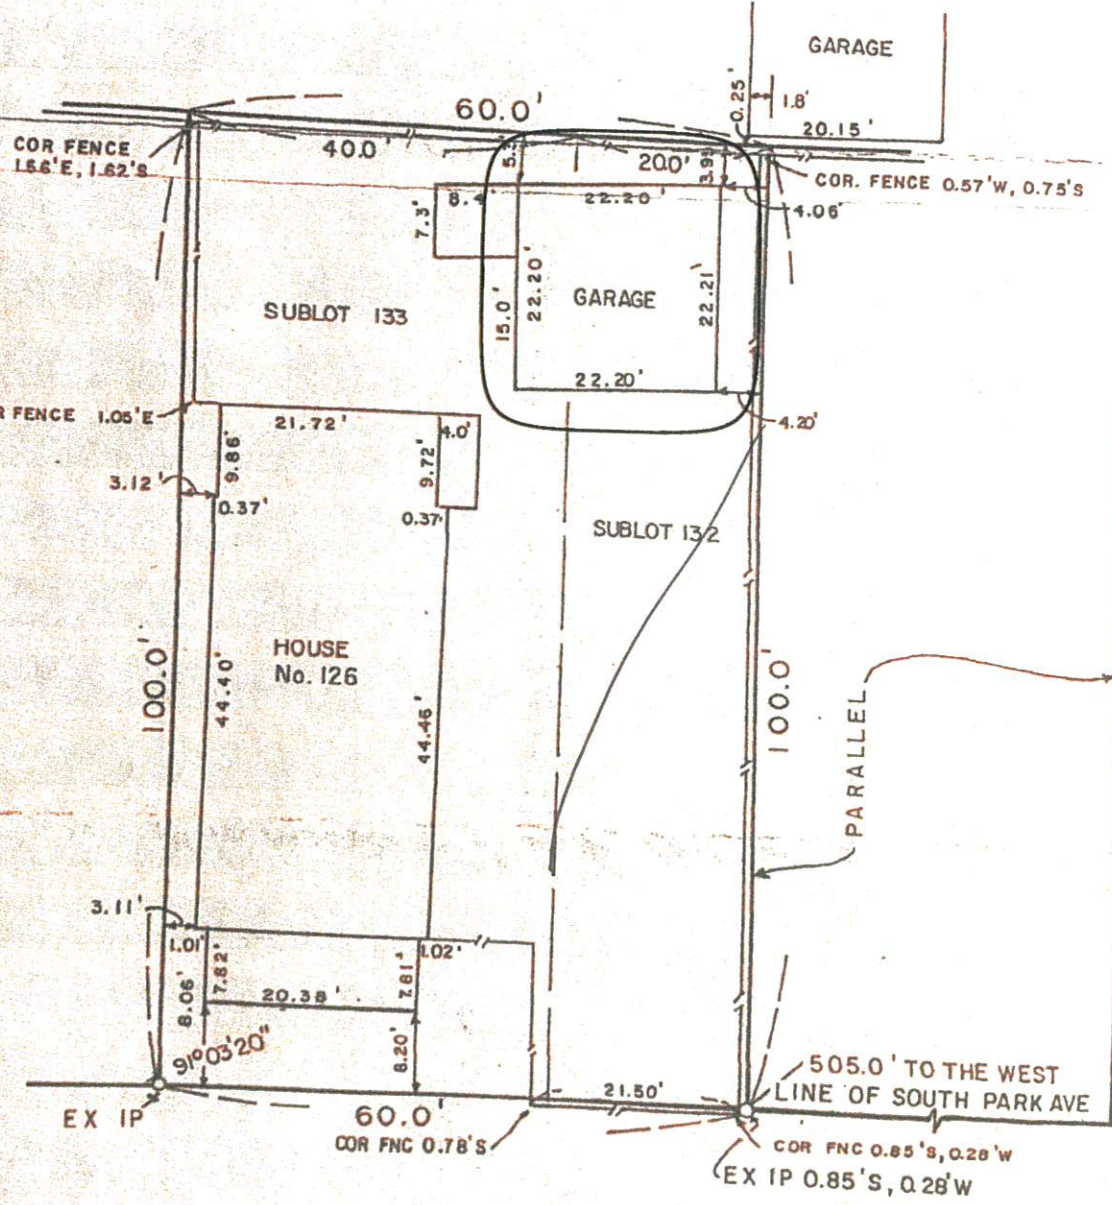 GARAGE
0.25'
1.8'
20.15'
60.0'
COR FENCE
1.56'E, 1.62'S
40.0'
20.0'
3.95
COR. FENCE 0.57'W, 0.75'S
8.4'
22.20'
4.06'
7.3'
SUBLOT 133
15.0'
22.20'
GARAGE
22.21'
22.20'
FENCE 1.05'E
21.72'
4.0'
4.20'
9.86'
9.72'
3.12'
0.37'
0.37'
SUBLOT 132
HOUSE
No. 126
100.0'
44.40'
44.46'
100.0'
PARALLEL
3.11'
1.01'
7.82'
7.81'
1.02'
8.06'
20.38'
8.20'
91°03'20"
EX IP
60.0'
21.50'
505.0' TO THE WEST
LINE OF SOUTH PARK AVE
COR FNC 0.78'S
COR FNC 0.85'S, 0.28'W
EX IP 0.85'S, 0.28'W